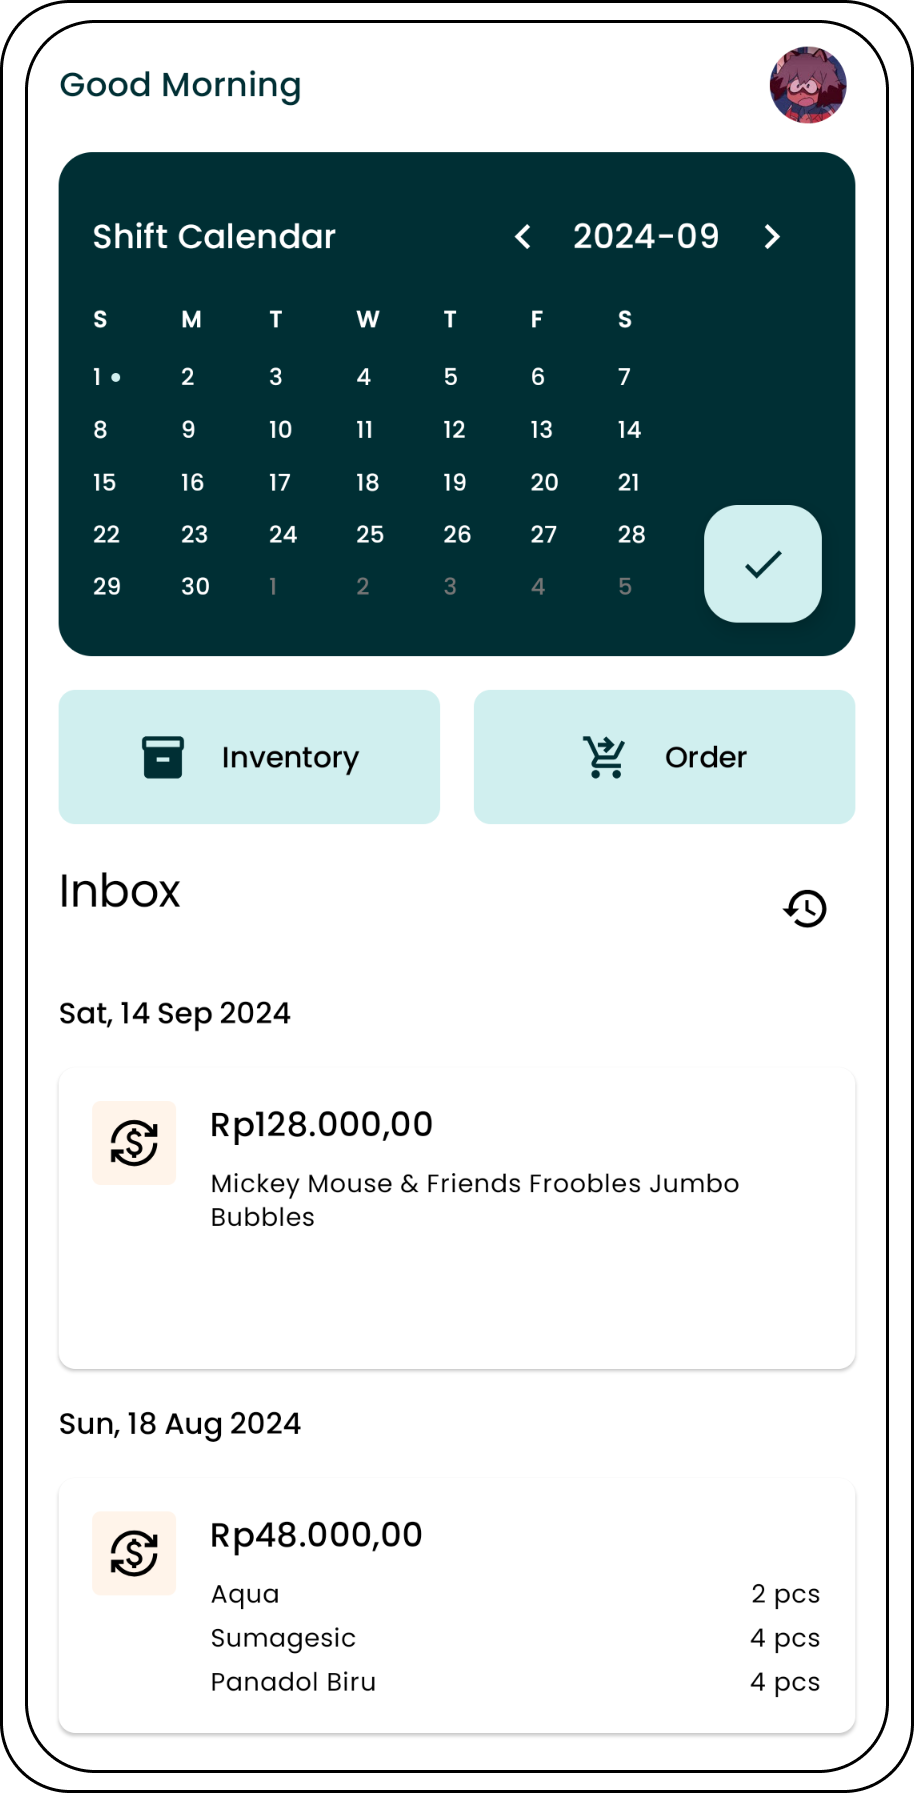 Good Morning
Shift Calendar 2024-09
S M T W T F S
1 2 3 4 5 6 7
8 9 10 11 12 13 14
15 16 17 18 19 20 21
22 23 24 25 26 27 28
29 30 1 2 3 4 5
Inventory Order
Inbox
Sat, 14 Sep 2024
Rp128.000,00
Mickey Mouse & Friends Froobles Jumbo
Bubbles
Sun, 18 Aug 2024
Rp48.000,00
Aqua 2 pcs
Sumagesic 4 pcs
Panadol Biru 4 pcs